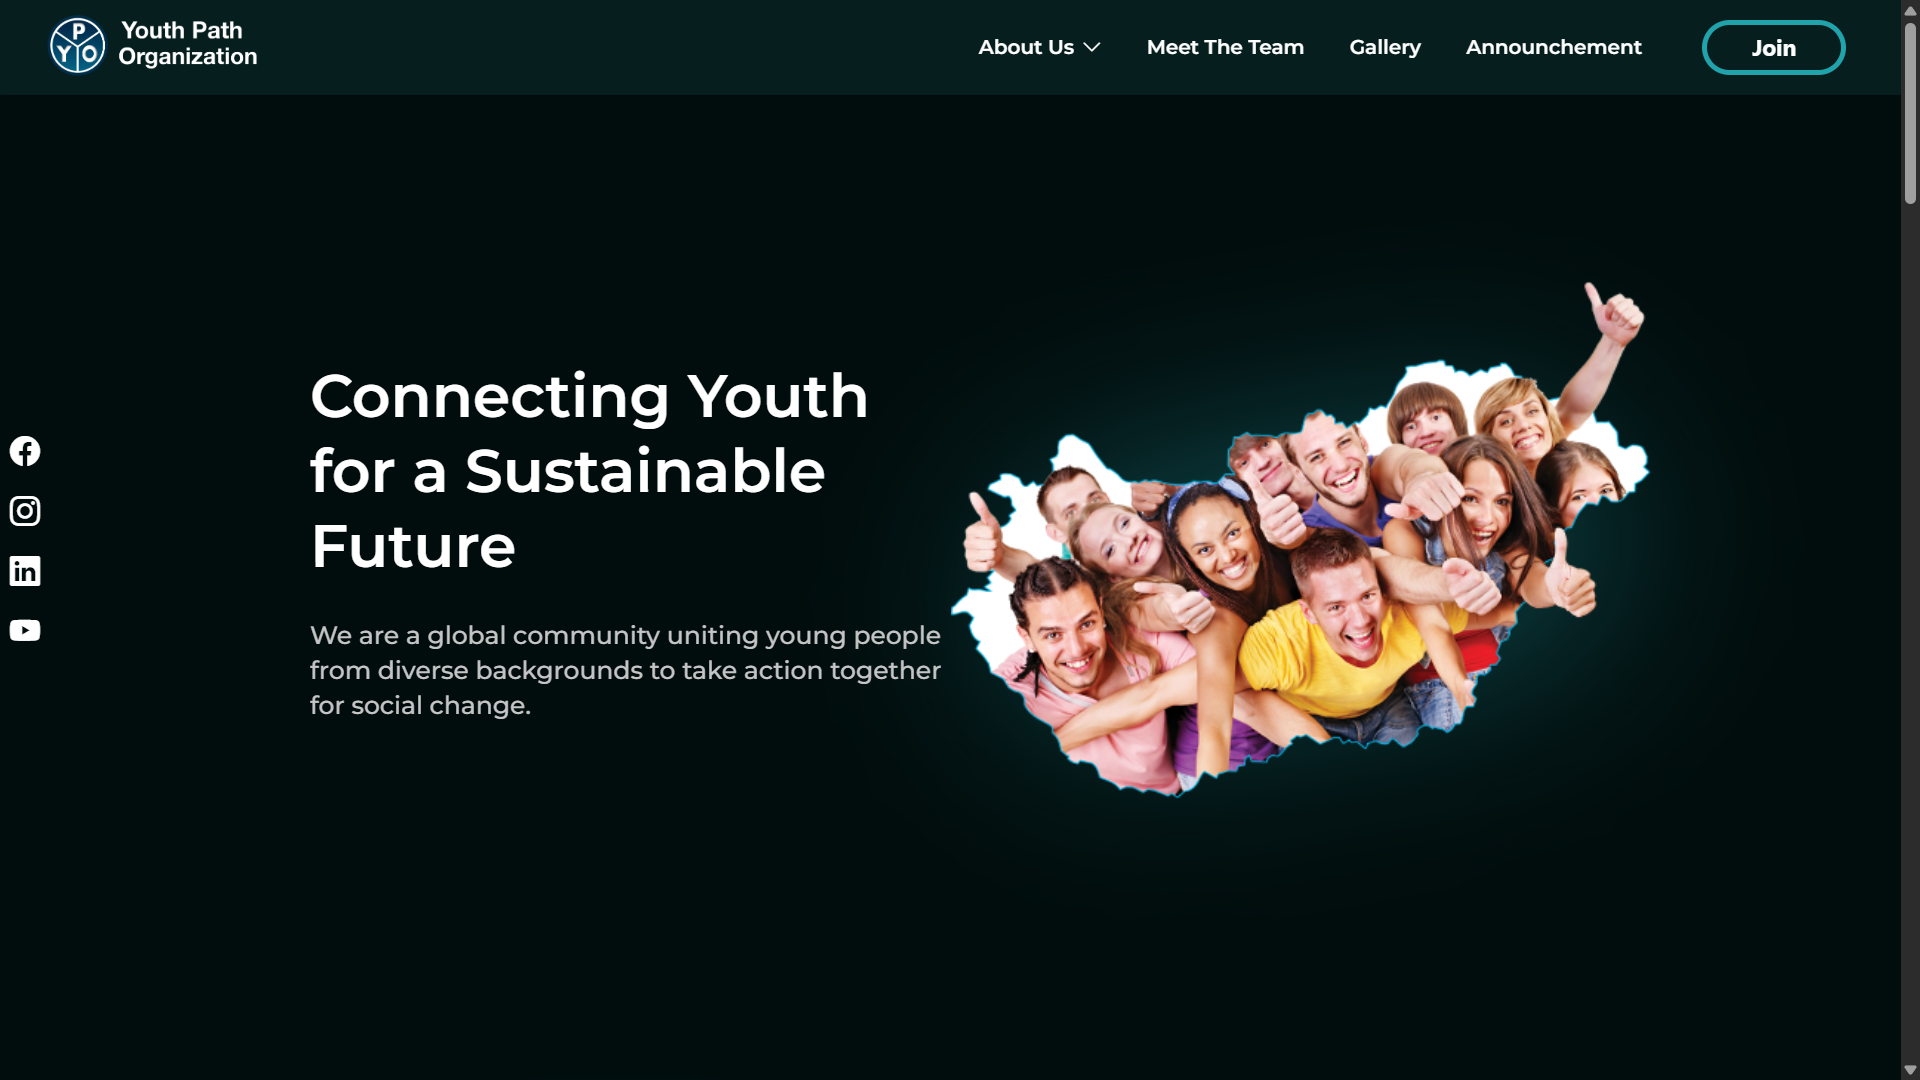 P
Y O
Youth Path
Organization
About Us
Meet The Team
Gallery
Announchement
Join
Connecting Youth
for a Sustainable
Future
We are a global community uniting young people
from diverse backgrounds to take action together
for social change.
in